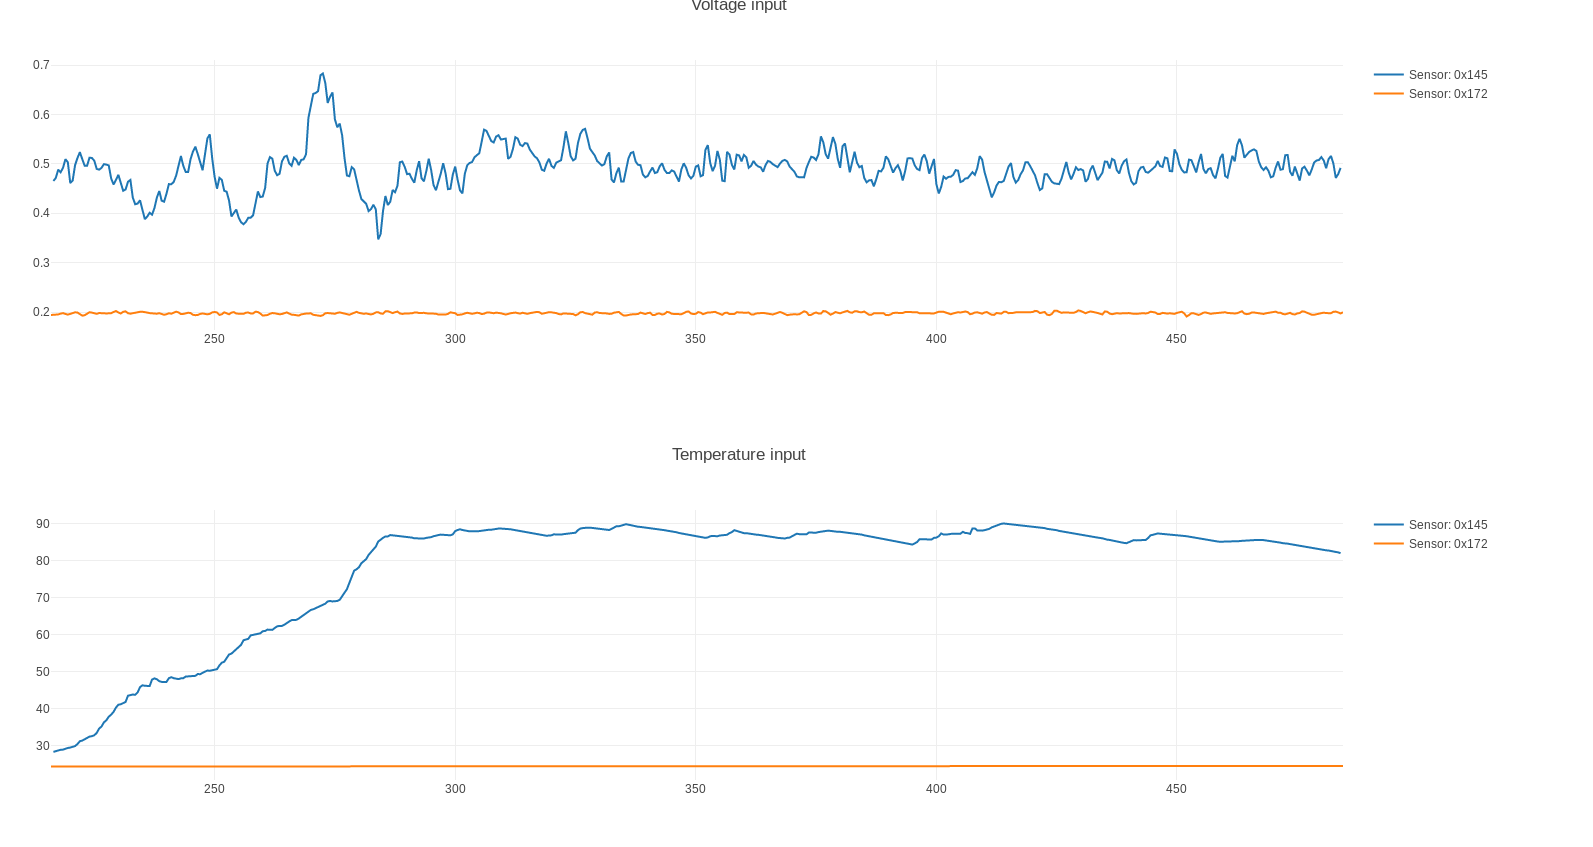 Voltage input
0.7
0.6
0.5
0.4
0.3
0.2
250 300 350 400 450
Sensor: 0x145
Sensor: 0x172
Temperature input
90
80
70
60
50
40
30
250 300 350 400 450
Sensor: 0x145
Sensor: 0x172